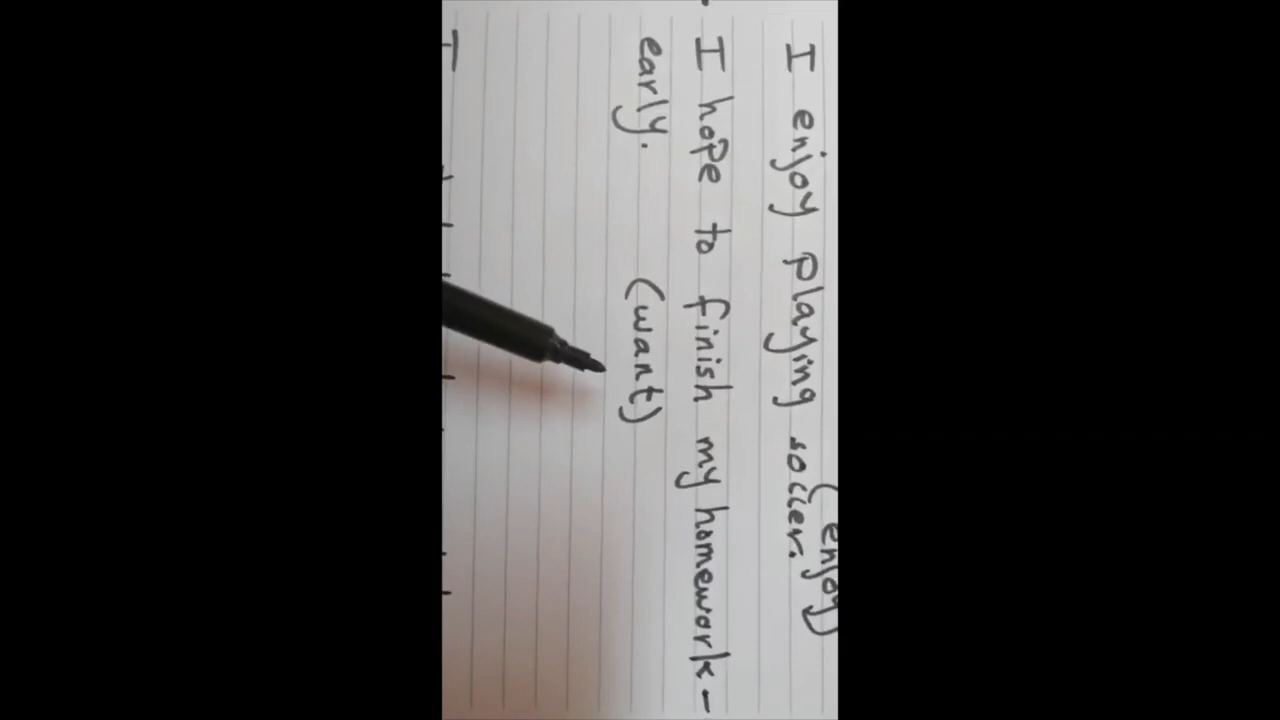 (enjoy)
I enjoy playing soccer.
- I hope to finish my homework -
early. (want)